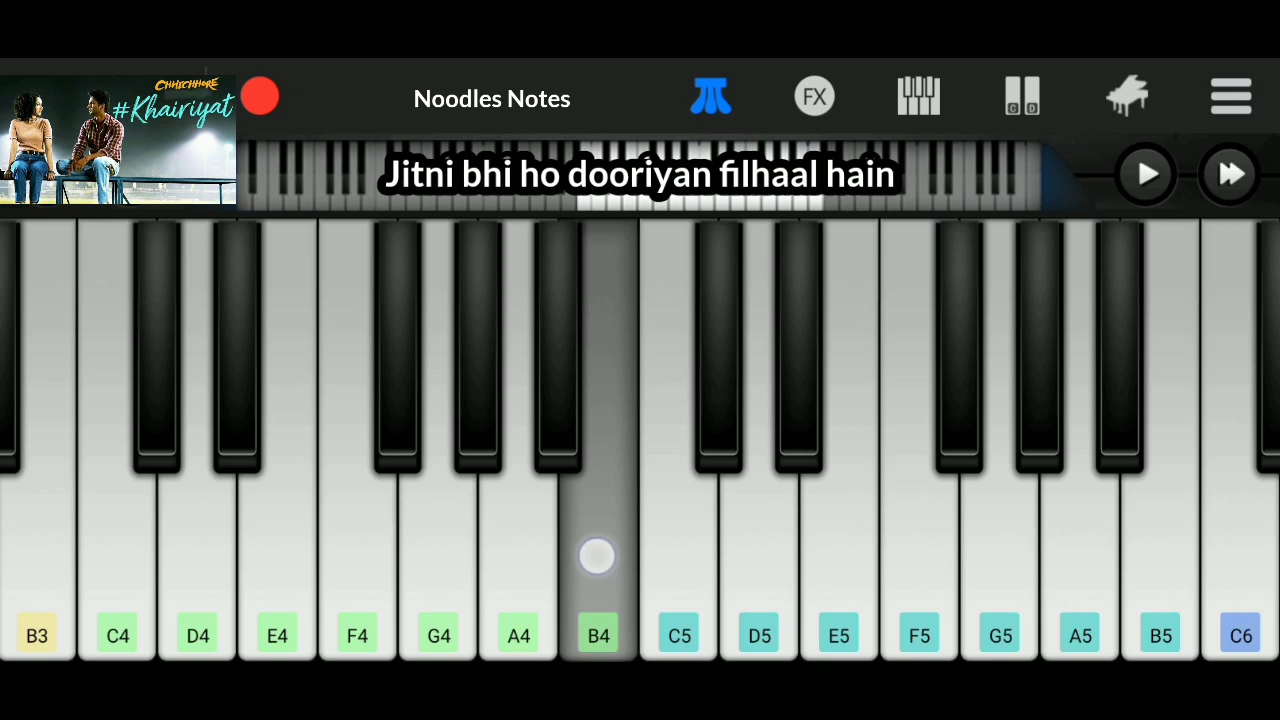 CHHICHHORE
#Khairiyat
Noodles Notes
FX
C D
Jitni bhi ho dooriyan filhaal hain
B3 C4 D4 E4 F4 G4 A4 B4 C5 D5 E5 F5 G5 A5 B5 C6